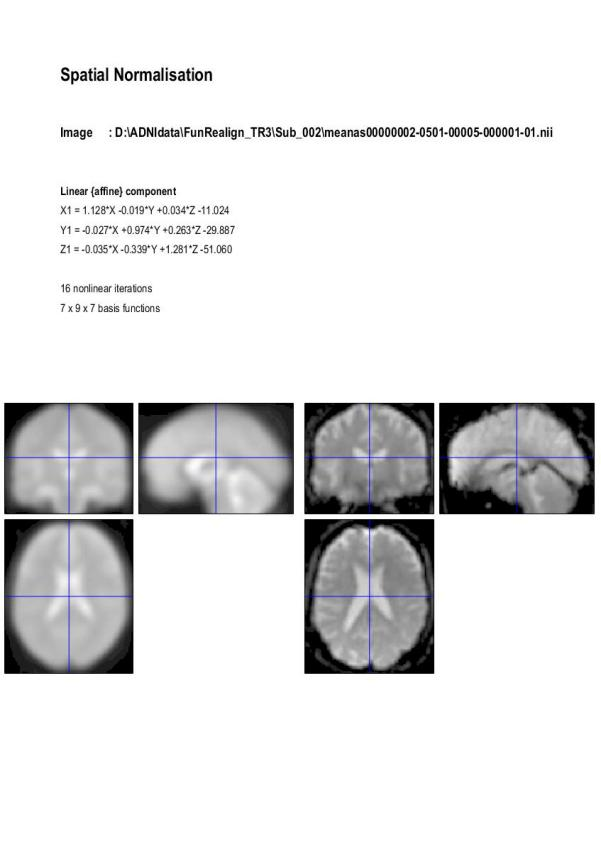 Spatial Normalisation
Image : D:\ADNIdata\FunRealign_TR3\Sub_002\meanas00000002-0501-00005-000001-01.nii
Linear {affine} component
X1 = 1.128*X -0.019*Y +0.034*Z -11.024
Y1 = -0.027*X +0.974*Y +0.263*Z -29.887
Z1 = -0.035*X -0.339*Y +1.281*Z -51.060
16 nonlinear iterations
7 x 9 x 7 basis functions